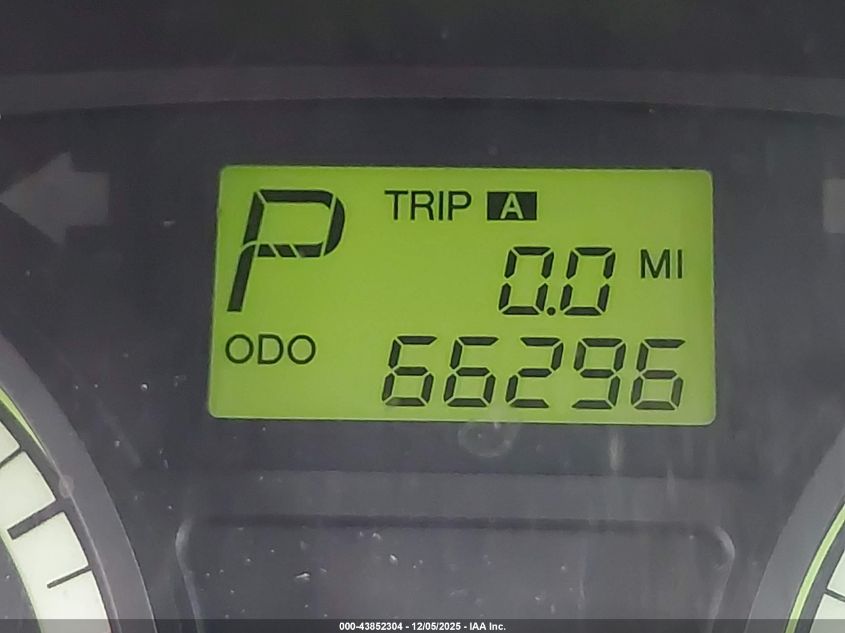 P
TRIP A
0.0 MI
ODO 66296
000-43852304 - 12/05/2025 - IAA Inc.